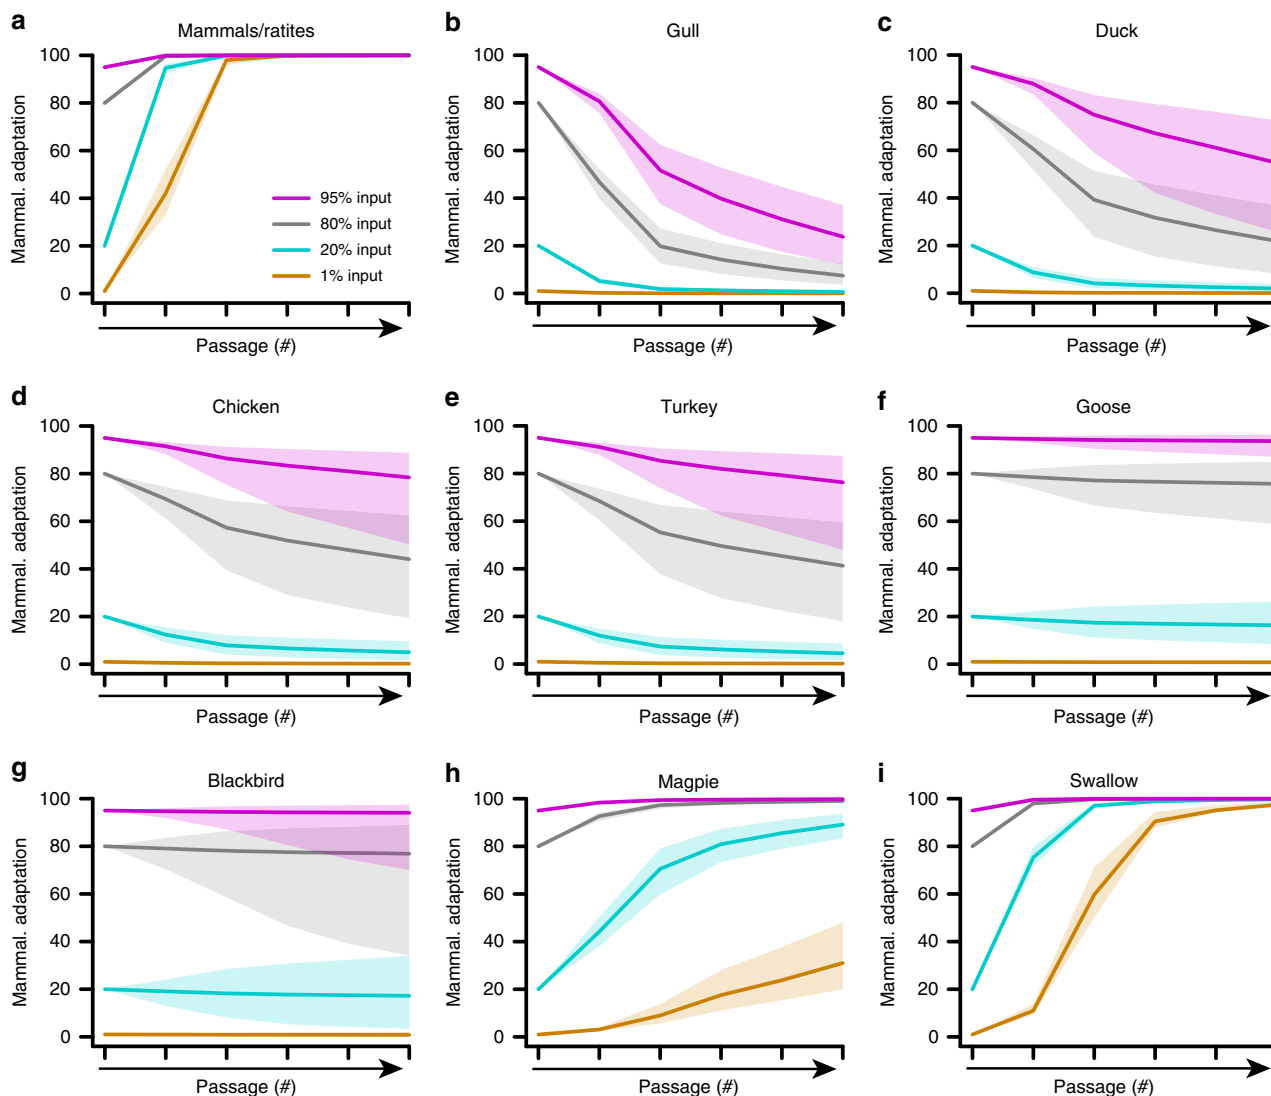 a
Mammals/ratites
Mammal. adaptation
100
80
60
40
20
0
95% input
80% input
20% input
1% input
Passage (#)
b
Gull
Mammal. adaptation
100
80
60
40
20
0
Passage (#)
c
Duck
Mammal. adaptation
100
80
60
40
20
0
Passage (#)
d
Chicken
Mammal. adaptation
100
80
60
40
20
0
Passage (#)
e
Turkey
Mammal. adaptation
100
80
60
40
20
0
Passage (#)
f
Goose
Mammal. adaptation
100
80
60
40
20
0
Passage (#)
g
Blackbird
Mammal. adaptation
100
80
60
40
20
0
Passage (#)
h
Magpie
Mammal. adaptation
100
80
60
40
20
0
Passage (#)
i
Swallow
Mammal. adaptation
100
80
60
40
20
0
Passage (#)